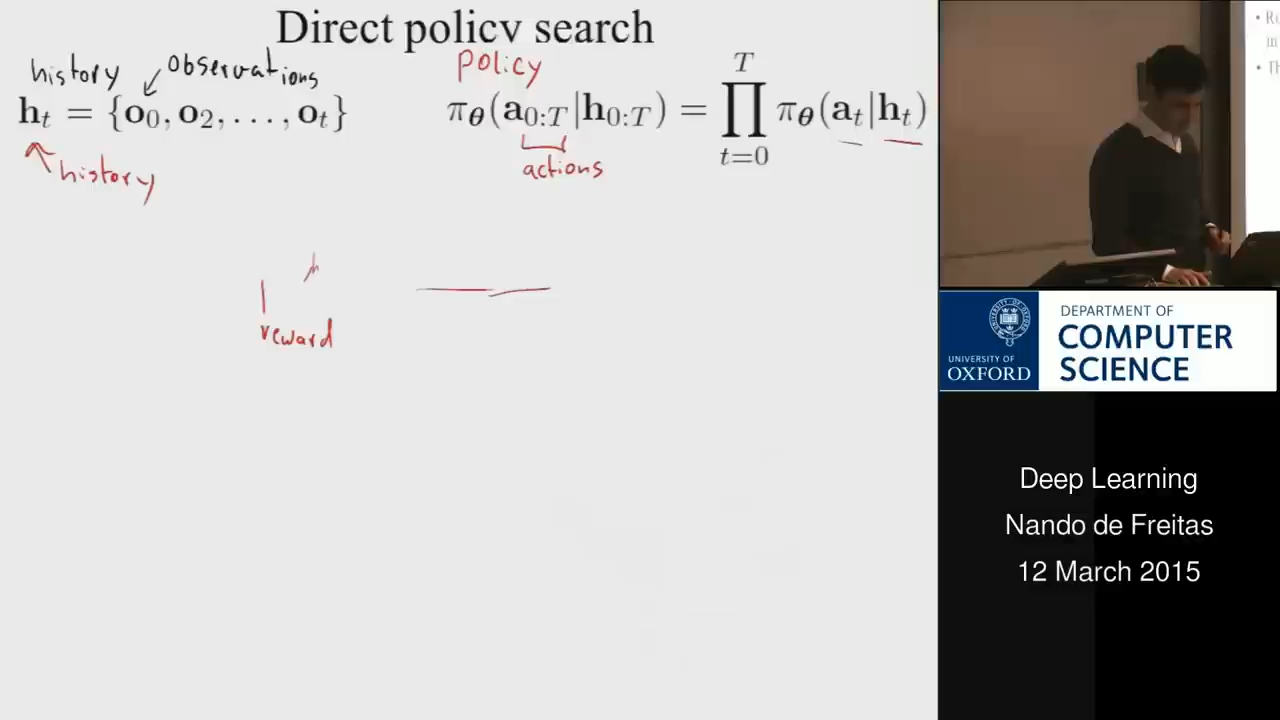 Direct policy search
history observations
h_t = {o_0, o_2, ..., o_t}
history
policy
π_θ(a_{0:T}|h_{0:T}) = ∏_{t=0}^{T} π_θ(a_t|h_t)
actions
reward
UNIVERSITY OF
OXFORD
DEPARTMENT OF
COMPUTER
SCIENCE
Deep Learning
Nando de Freitas
12 March 2015